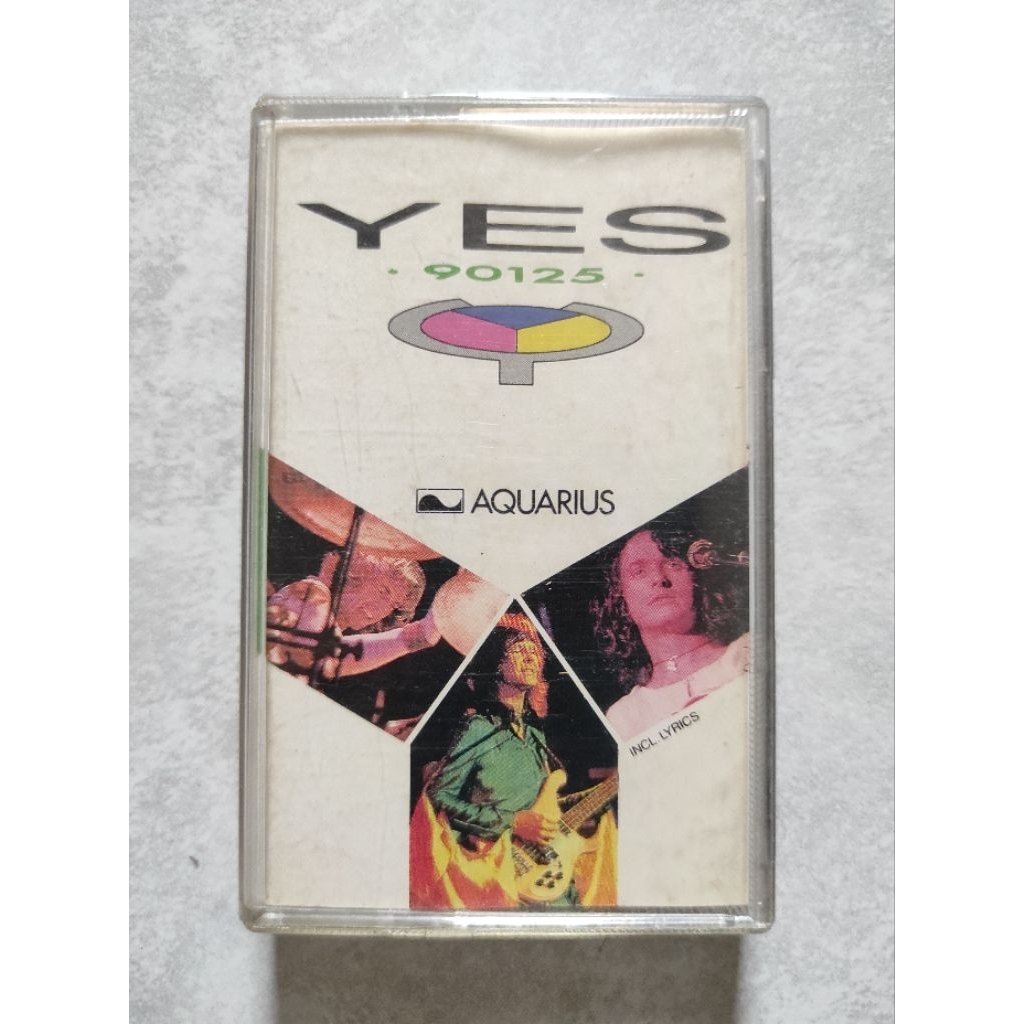 YES
· 90125 ·
AQUARIUS
INCL. LYRICS